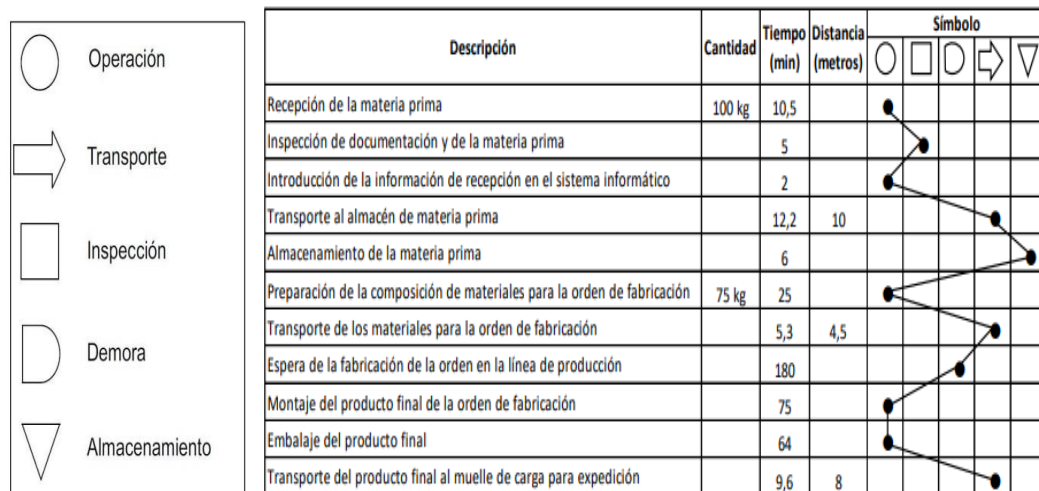 Operación
Transporte
Inspección
Demora
Almacenamiento
Descripción Cantidad Tiempo (min) Distancia (metros) Símbolo
Recepción de la materia prima 100 kg 10,5
Inspección de documentación y de la materia prima 5
Introducción de la información de recepción en el sistema informático 2
Transporte al almacén de materia prima 12,2 10
Almacenamiento de la materia prima 6
Preparación de la composición de materiales para la orden de fabricación 75 kg 25
Transporte de los materiales para la orden de fabricación 5,3 4,5
Espera de la fabricación de la orden en la línea de producción 180
Montaje del producto final de la orden de fabricación 75
Embalaje del producto final 64
Transporte del producto final al muelle de carga para expedición 9,6 8